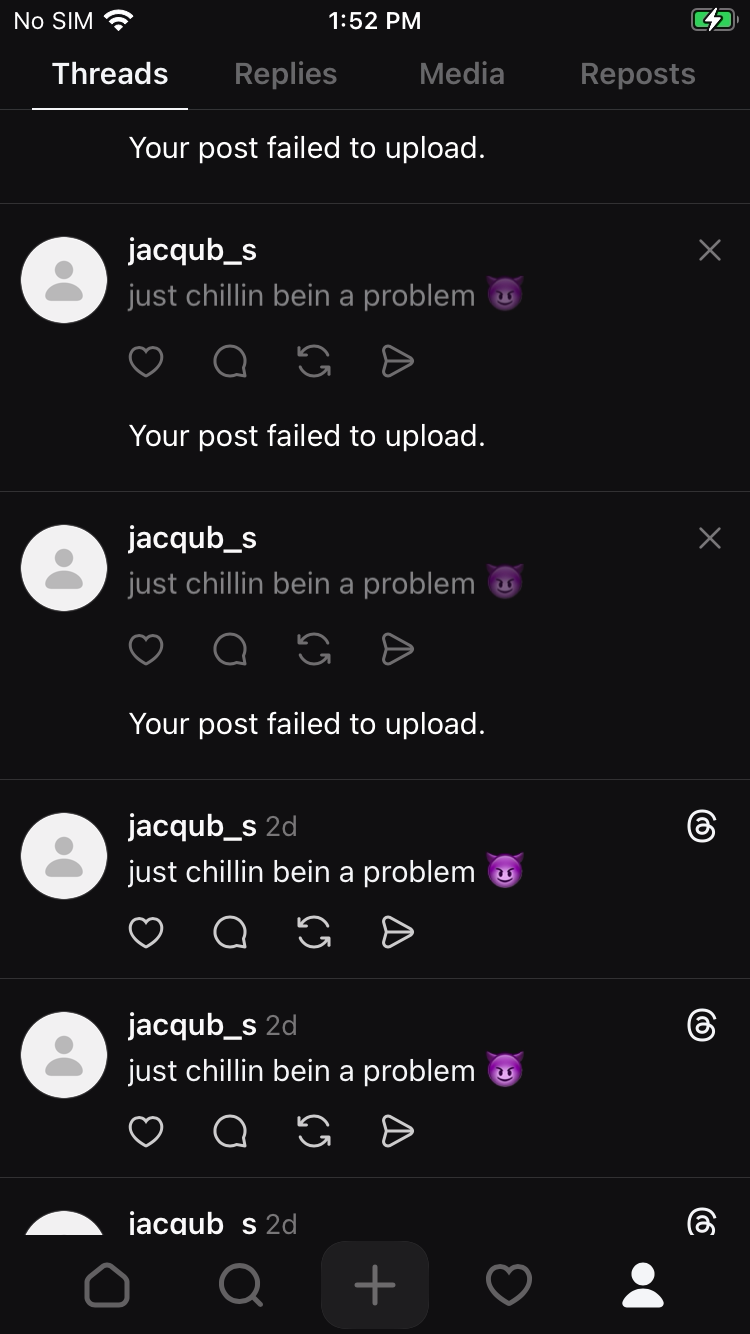 No SIM 1:52 PM
Threads Replies Media Reposts
Your post failed to upload.
jacqub_s
just chillin bein a problem 😈
Your post failed to upload.
jacqub_s
just chillin bein a problem 😈
Your post failed to upload.
jacqub_s 2d
just chillin bein a problem 😈
jacqub_s 2d
just chillin bein a problem 😈
jacqub_s 2d